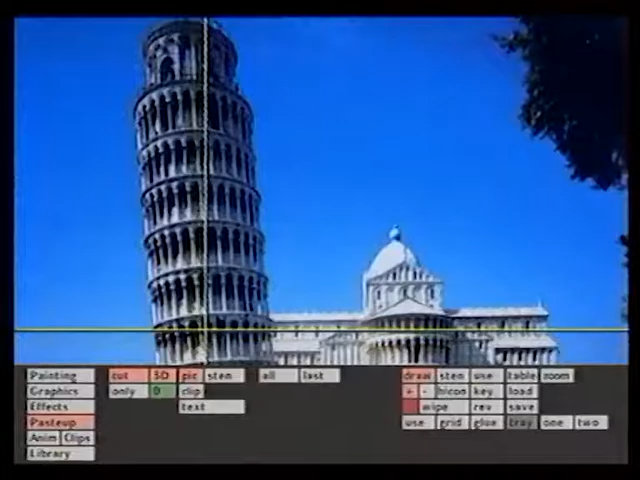 Painting cut 3D pic sten all last draw sten use table room
Graphics only 0 clip + - bicon key load
Effects text wipe rev save
Pasteup use grid glue tray one two
Anim Clips
Library